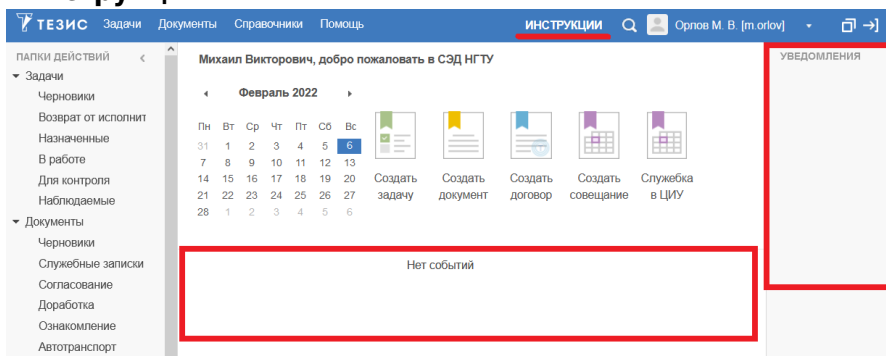 ТЕЗИС Задачи Документы Справочники Помощь ИНСТРУКЦИИ Орлов М. В. [m.orlov]
ПАПКИ ДЕЙСТВИЙ
Задачи
Черновики
Возврат от исполнит
Назначенные
В работе
Для контроля
Наблюдаемые
Документы
Черновики
Служебные записки
Согласование
Доработка
Ознакомление
Автотранспорт
Михаил Викторович, добро пожаловать в СЭД НГТУ
Февраль 2022
Пн Вт Ср Чт Пт Сб Вс
31 1 2 3 4 5 6
7 8 9 10 11 12 13
14 15 16 17 18 19 20
21 22 23 24 25 26 27
28 1 2 3 4 5 6
Создать задачу
Создать документ
Создать договор
Создать совещание
Служебка в ЦИУ
Нет событий
УВЕДОМЛЕНИЯ